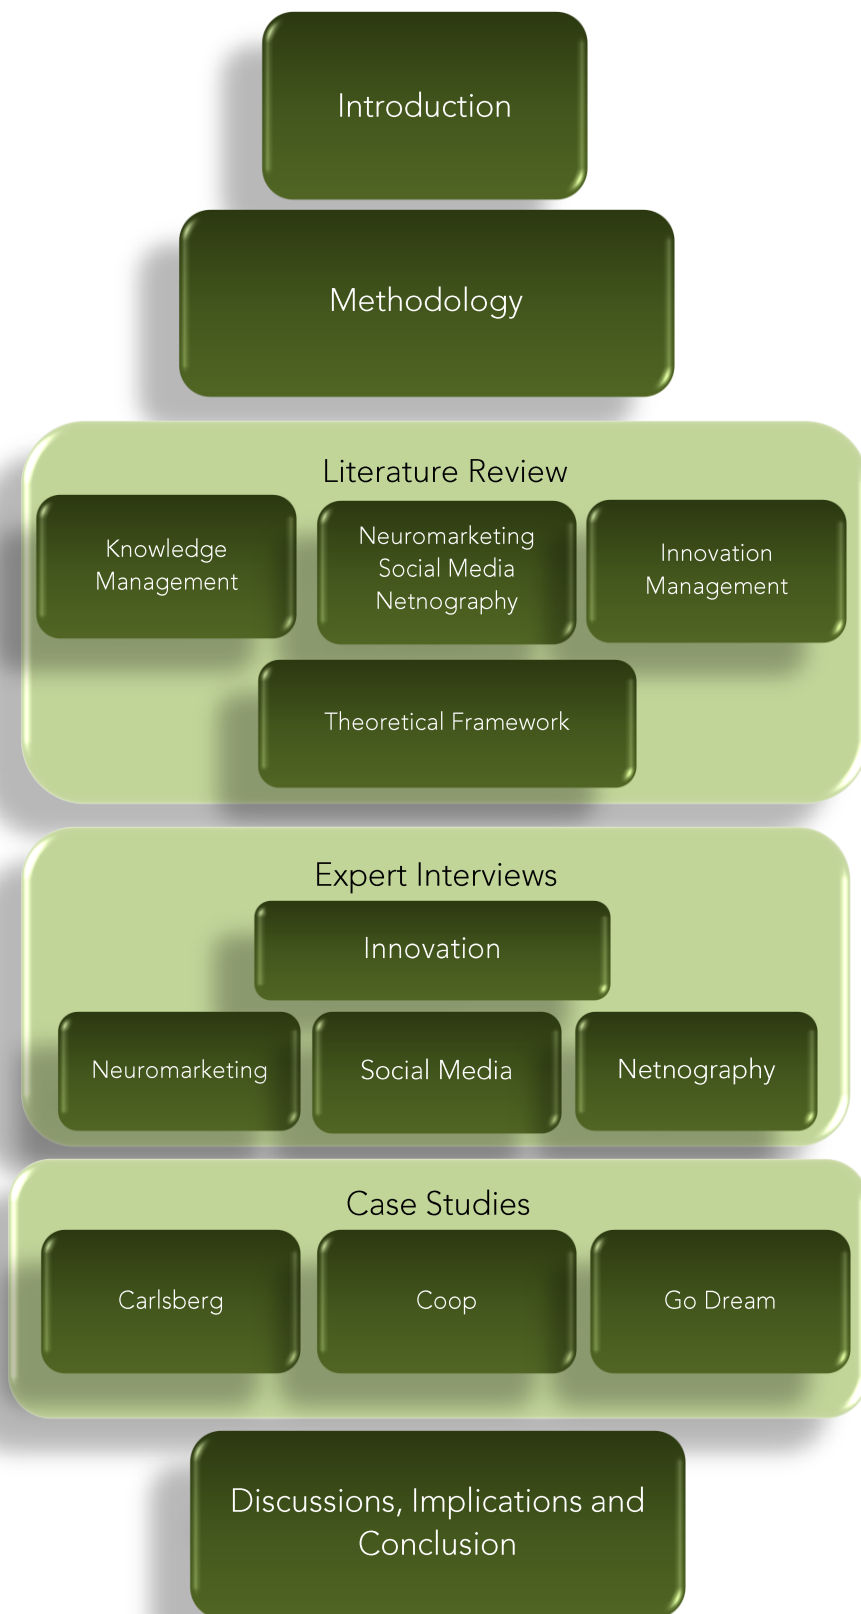 Introduction
Methodology
Literature Review
Knowledge
Management
Neuromarketing
Social Media
Netnography
Innovation
Management
Theoretical Framework
Expert Interviews
Innovation
Neuromarketing
Social Media
Netnography
Case Studies
Carlsberg
Coop
Go Dream
Discussions, Implications and
Conclusion